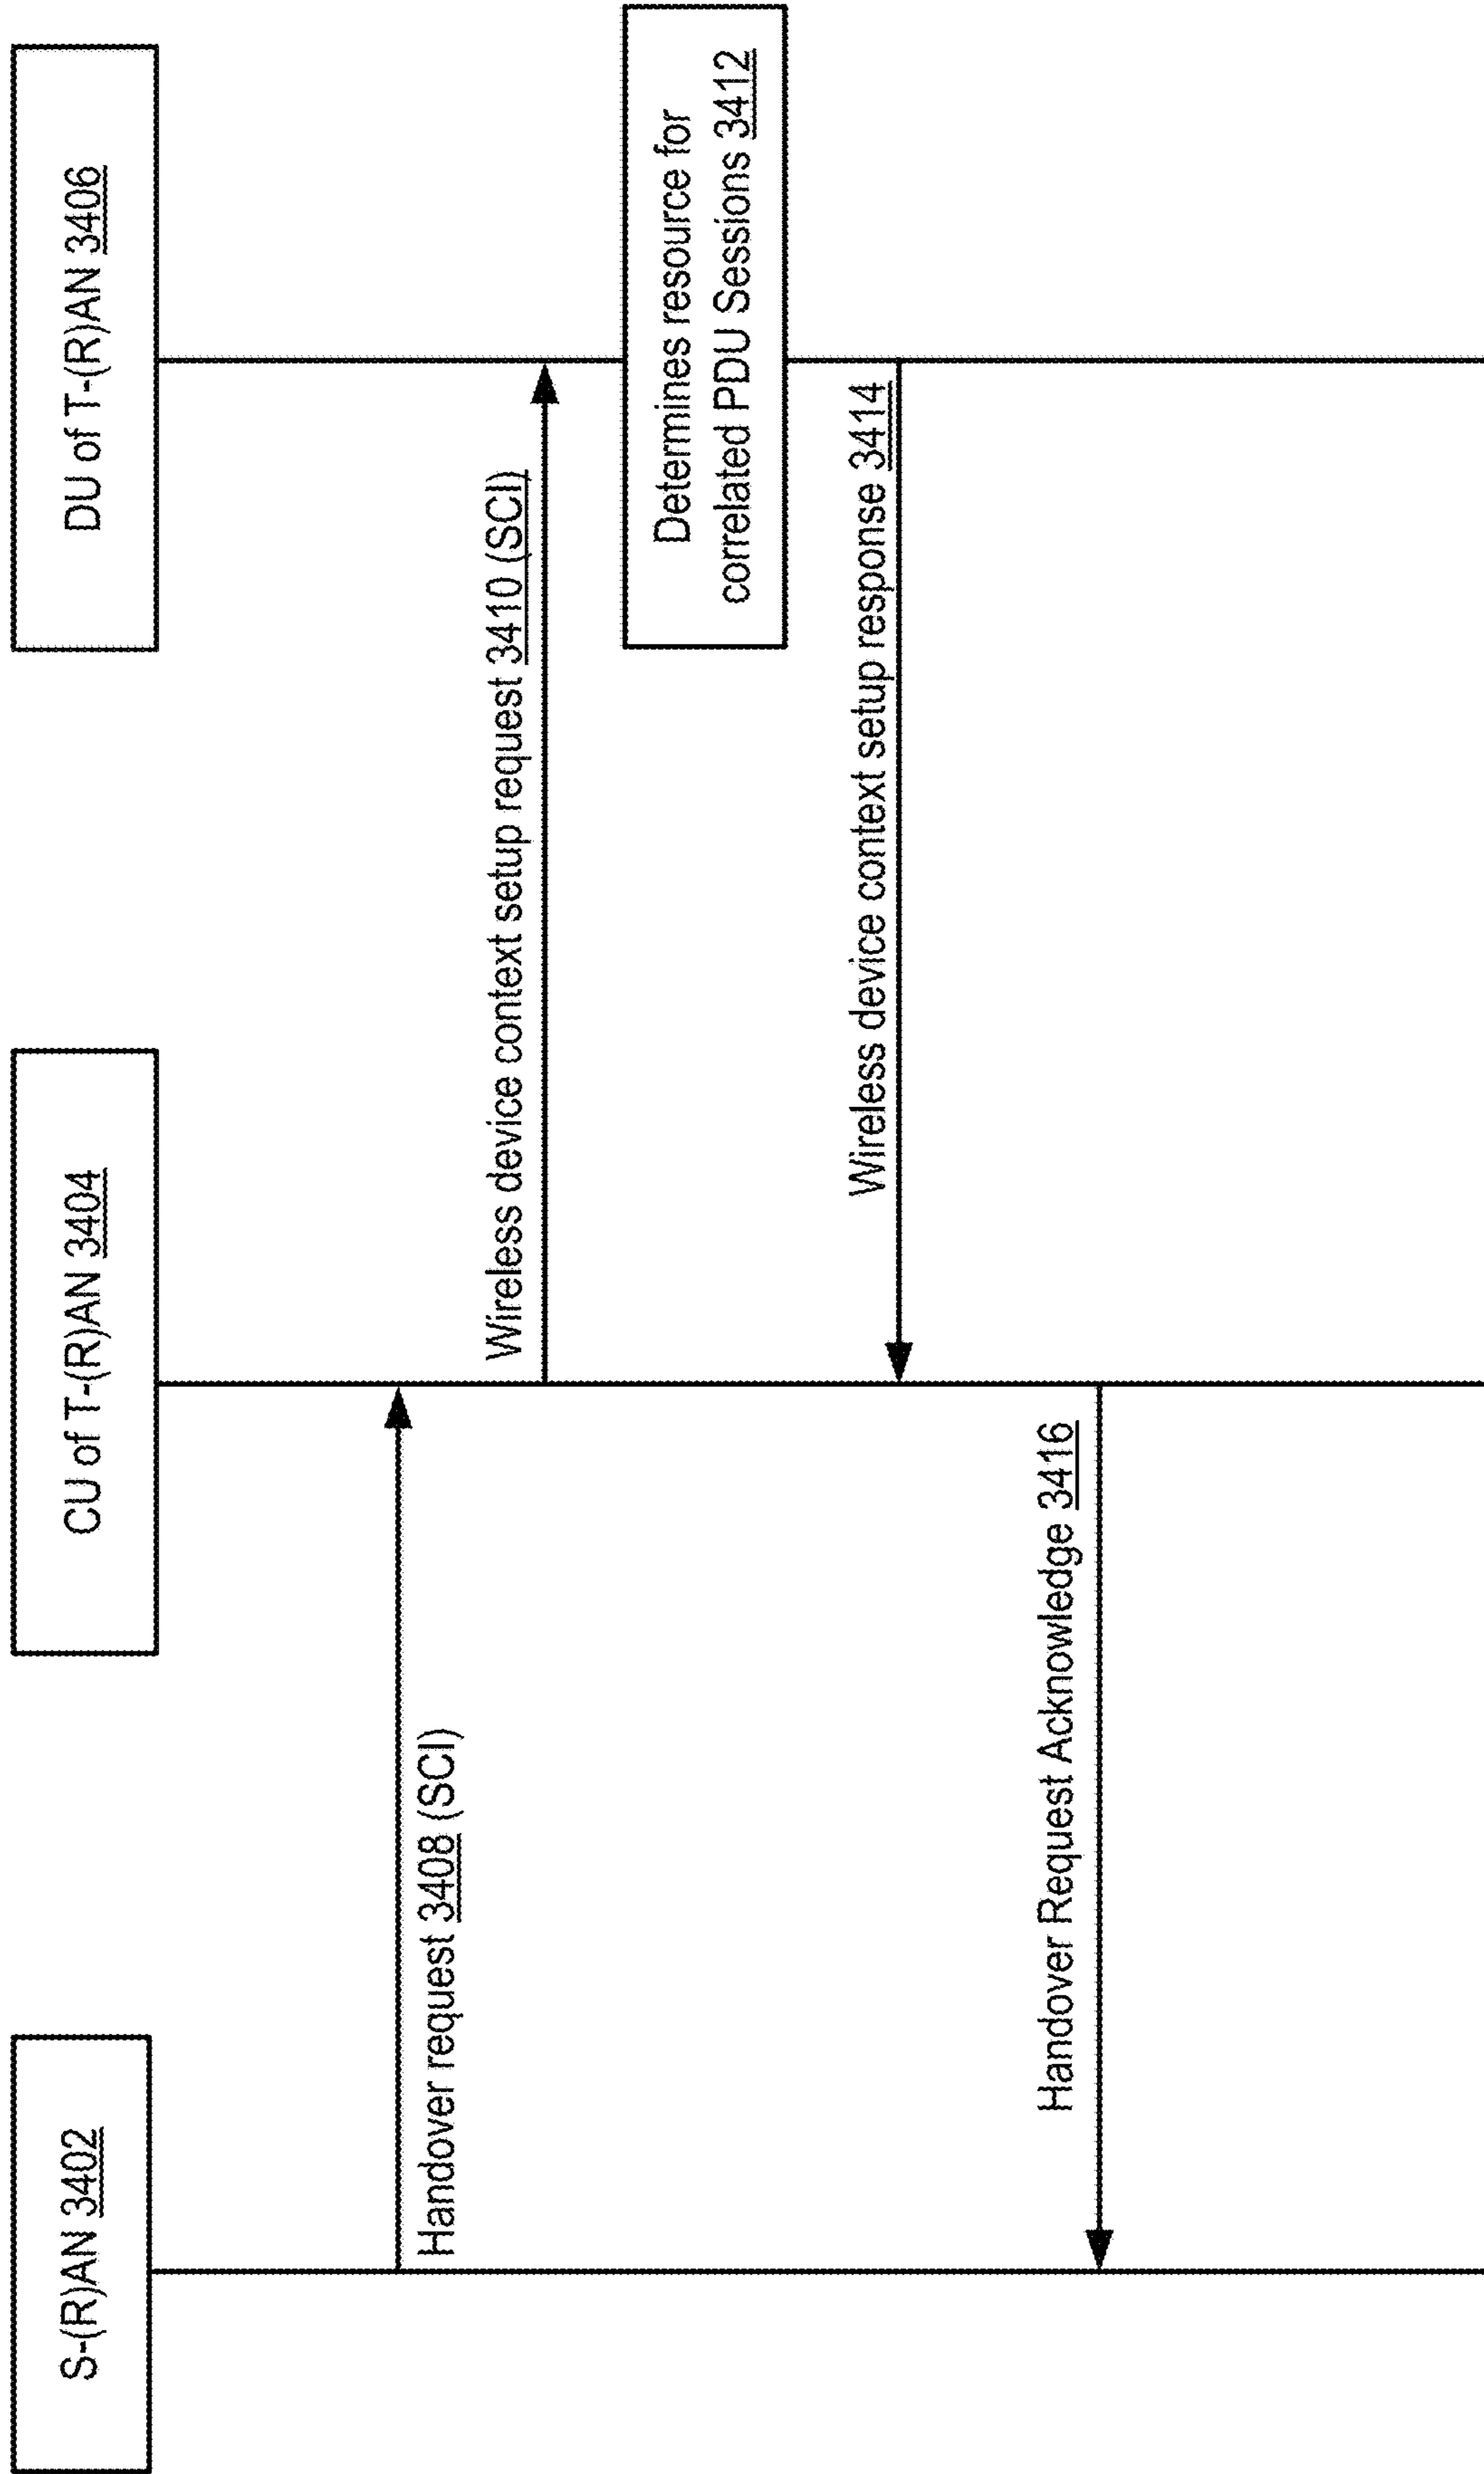 S-(R)AN 3402
CU of T-(R)AN 3404
DU of T-(R)AN 3406
Handover request 3408 (SCI)
Wireless device context setup request 3410 (SCI)
Determines resource for
correlated PDU Sessions 3412
Wireless device context setup response 3414
Handover Request Acknowledge 3416